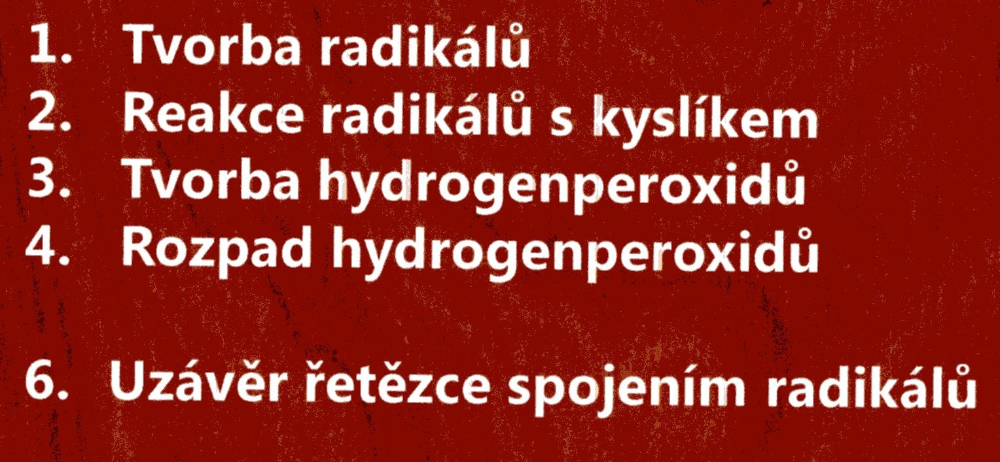 1. Tvorba radikálů
2. Reakce radikálů s kyslíkem
3. Tvorba hydrogenperoxidů
4. Rozpad hydrogenperoxidů
6. Uzávěr řetězce spojením radikálů